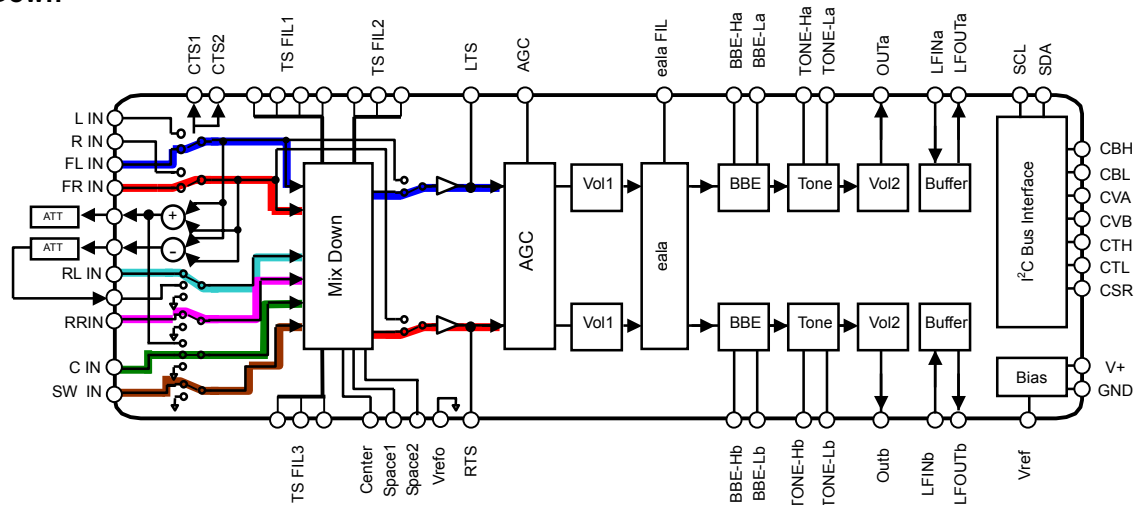 CTS1
CTS2
TS FIL1
TS FIL2
LTS
AGC
eala FIL
BBE-Ha
BBE-La
TONE-Ha
TONE-La
OUTa
LFINa
LFOUTa
SCL
SDA
L IN
R IN
FL IN
FR IN
ATT
ATT
RL IN
RRIN
C IN
SW IN
+
-
Mix Down
AGC
Vol1
Vol1
eala
BBE
Tone
Vol2
Buffer
BBE
Tone
Vol2
Buffer
I²C Bus Interface
Bias
CBH
CBL
CVA
CVB
CTH
CTL
CSR
V+
GND
TS FIL3
Center
Space1
Space2
Vrefo
RTS
BBE-Hb
BBE-Lb
TONE-Hb
TONE-Lb
Outb
LFINb
LFOUTb
Vref